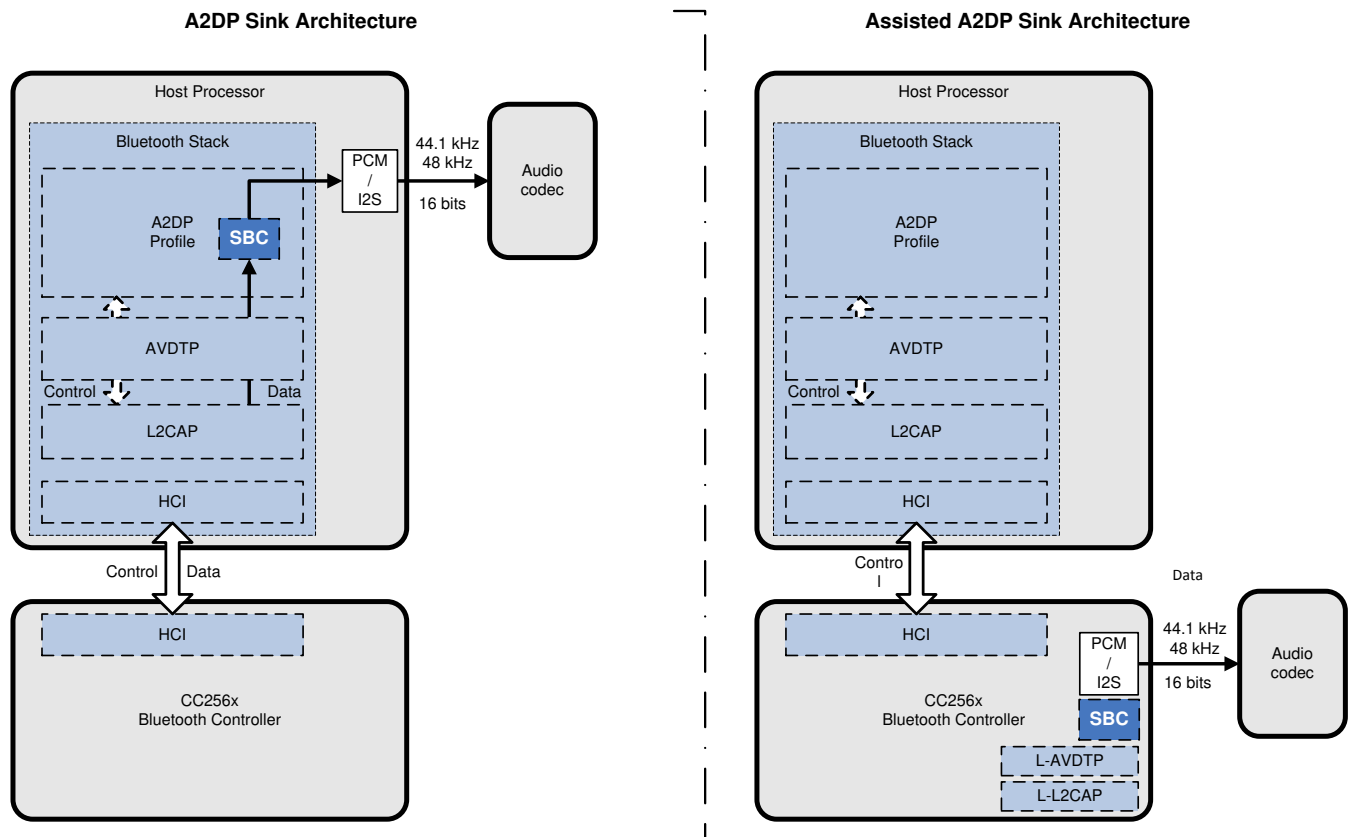 A2DP Sink Architecture
Host Processor
Bluetooth Stack
A2DP
Profile
SBC
PCM
/
I2S
44.1 kHz
48 kHz
16 bits
Audio
codec
AVDTP
Control
Data
L2CAP
HCI
Control
Data
HCI
CC256x
Bluetooth Controller
Assisted A2DP Sink Architecture
Host Processor
Bluetooth Stack
A2DP
Profile
AVDTP
Control
L2CAP
HCI
Contro
l
Data
HCI
CC256x
Bluetooth Controller
PCM
/
I2S
44.1 kHz
48 kHz
16 bits
Audio
codec
SBC
L-AVDTP
L-L2CAP